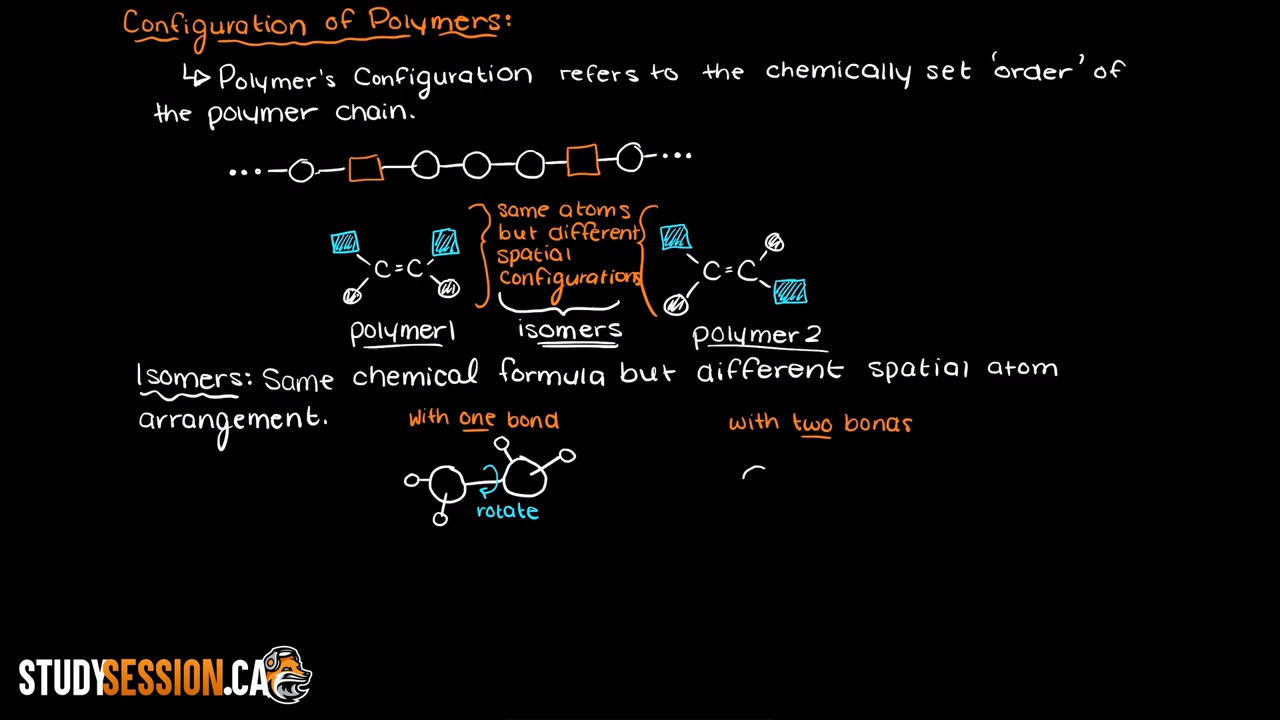 Configuration of Polymers:
Polymer's Configuration refers to the chemically set 'order' of
the polymer chain.
same atoms
but different
spatial
configurations
C=C
C=C
polymer1
isomers
polymer 2
Isomers: Same chemical formula but different spatial atom
arrangement.
with one bond
with two bonds
rotate
STUDYSESSION.CA